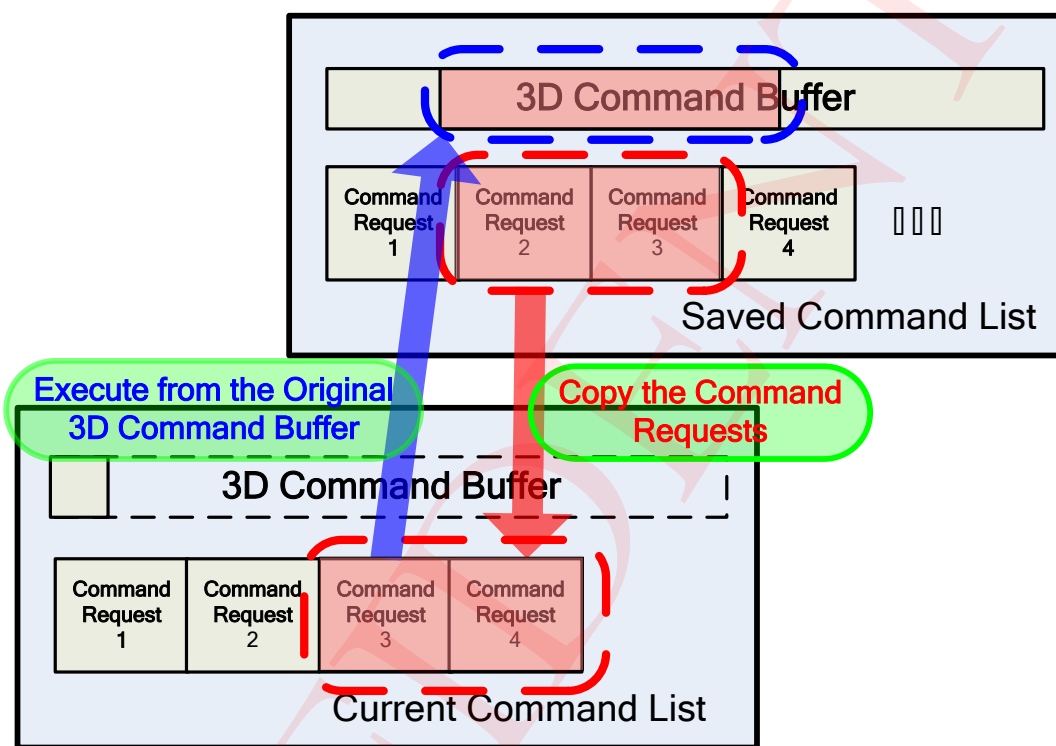 3D Command Buffer
Command
Request
1
Command
Request
2
Command
Request
3
Command
Request
4
Saved Command List
Execute from the Original
3D Command Buffer
Copy the Command
Requests
3D Command Buffer
Command
Request
1
Command
Request
2
Command
Request
3
Command
Request
4
Current Command List